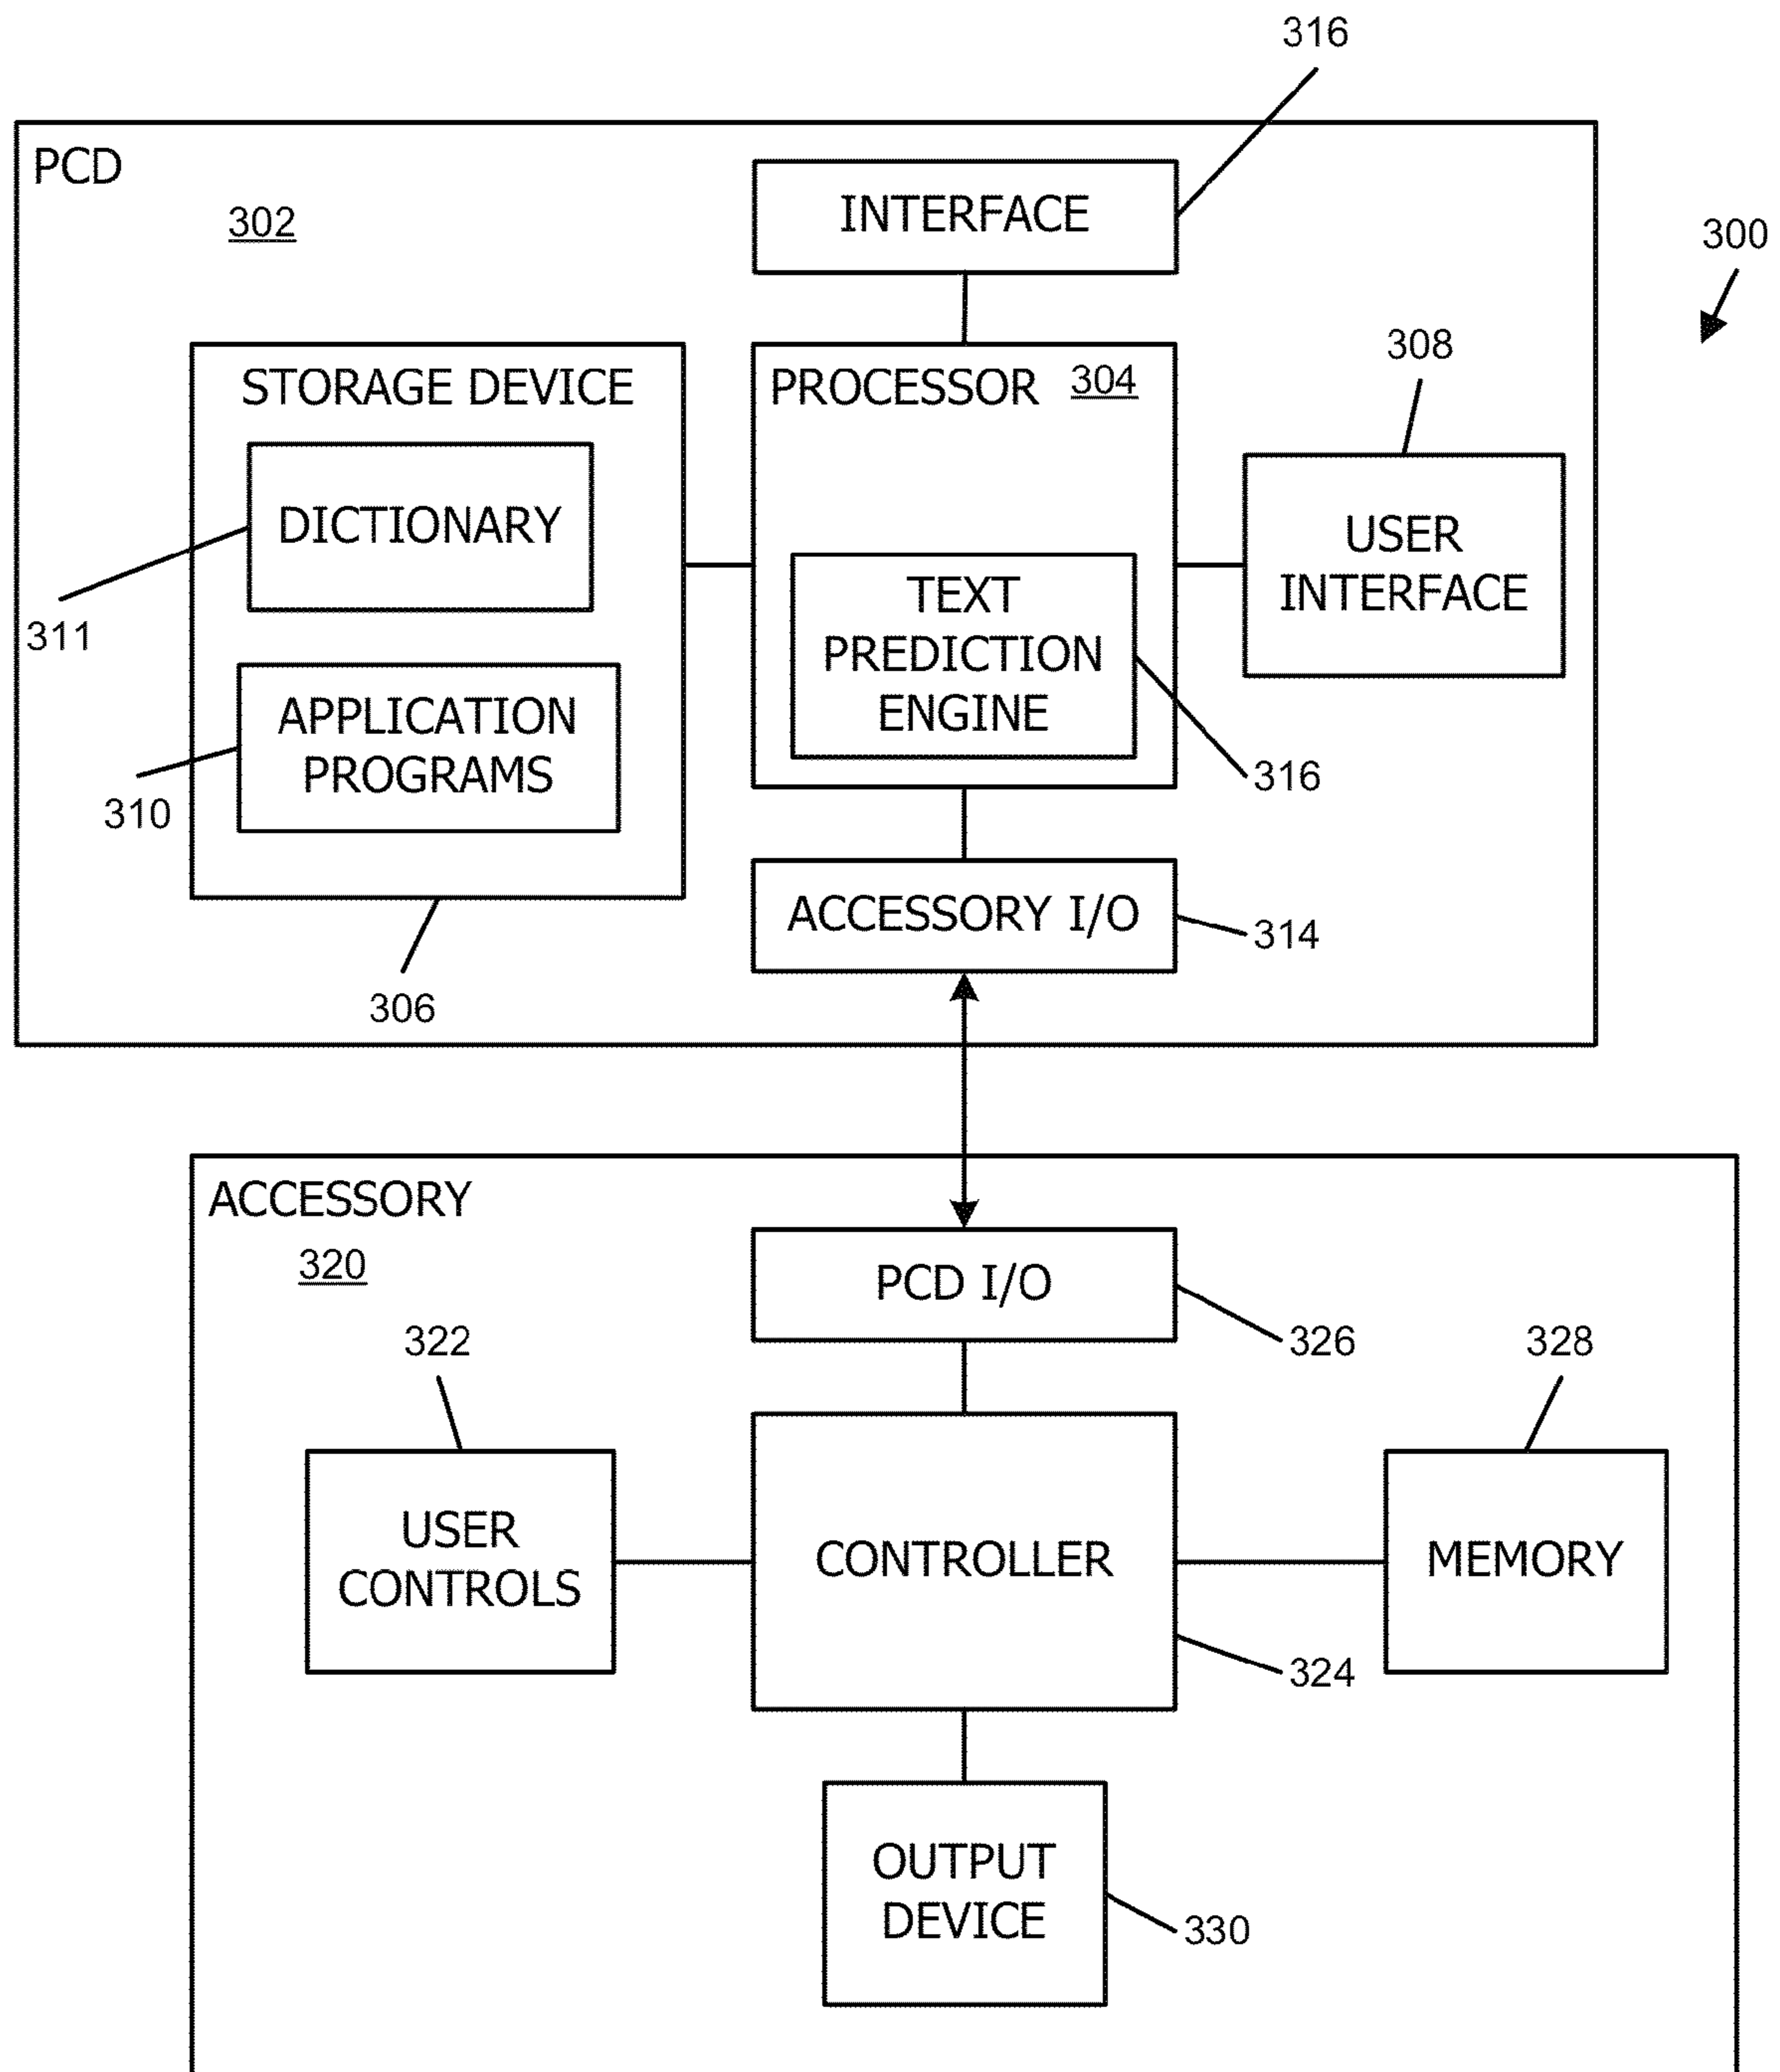 316
PCD
302
INTERFACE
300
308
STORAGE DEVICE
PROCESSOR 304
DICTIONARY
USER
INTERFACE
TEXT
PREDICTION
ENGINE
311
APPLICATION
PROGRAMS
310
316
ACCESSORY I/O
314
306
ACCESSORY
320
PCD I/O
322
326
328
USER
CONTROLS
CONTROLLER
MEMORY
324
OUTPUT
DEVICE
330